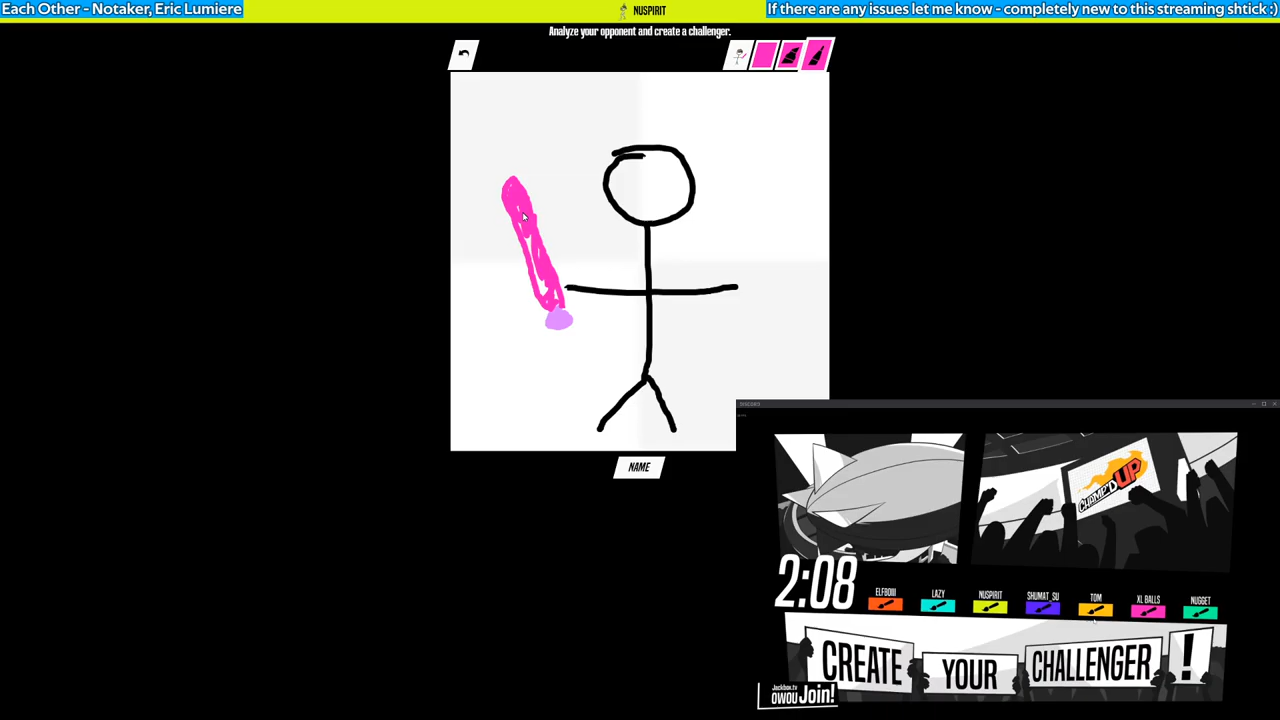 Each Other - Notaker, Eric Lumiere
NUSPIRIT
If there are any issues let me know - completely new to this streaming shtick :)
Analyze your opponent and create a challenger.
NAME
CHAMP'D UP
2:08
ELFBOIII
LAZY
NUSPIRIT
SHUMAT_SU
TOM
XL BALLS
NUGGET
CREATE YOUR CHALLENGER !
Jackbox.tv
OWOU Join!